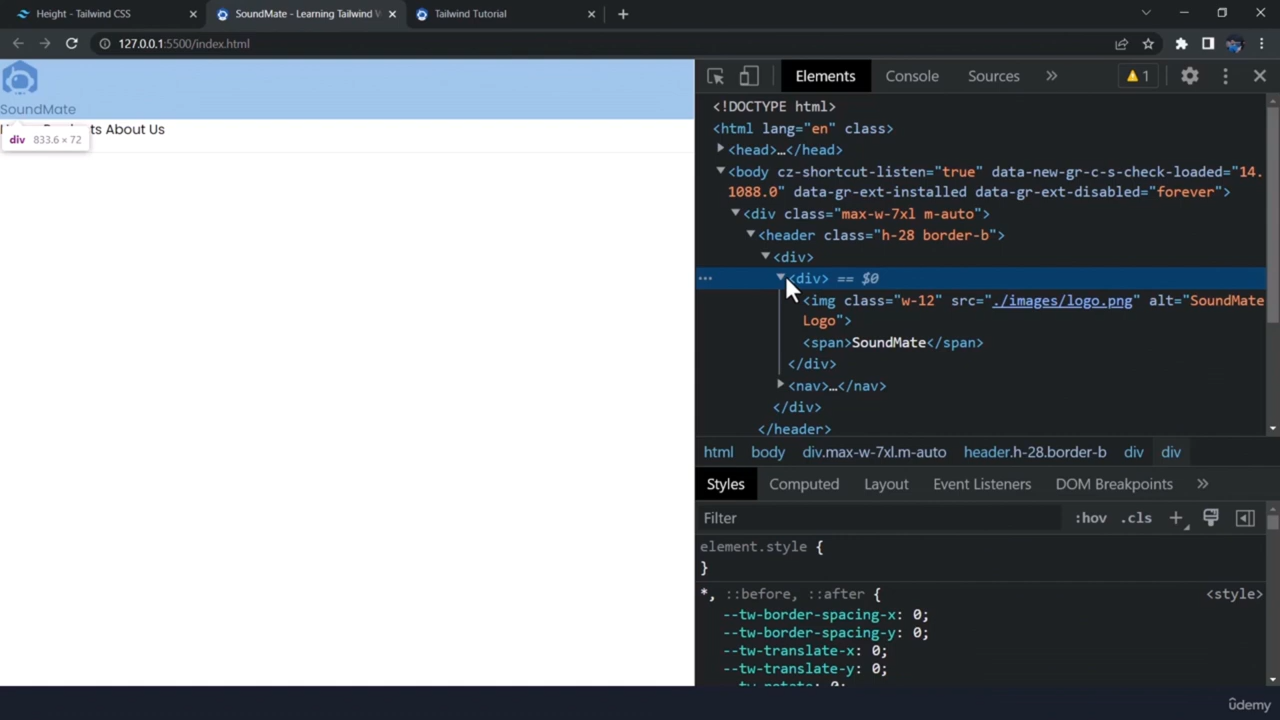 Height - Tailwind CSS
SoundMate - Learning Tailwind V
Tailwind Tutorial
127.0.0.1:5500/index.html
SoundMate
About Us
div 833.6 × 72
Elements
Console
Sources
1
<!DOCTYPE html>
<html lang="en" class>
<head>…</head>
<body cz-shortcut-listen="true" data-new-gr-c-s-check-loaded="14.
1088.0" data-gr-ext-installed data-gr-ext-disabled="forever">
<div class="max-w-7xl m-auto">
<header class="h-28 border-b">
<div>
<div> == $0
<img class="w-12" src="./images/logo.png" alt="SoundMate
Logo">
<span>SoundMate</span>
</div>
<nav>…</nav>
</div>
</header>
html body div.max-w-7xl.m-auto header.h-28.border-b div div
Styles Computed Layout Event Listeners DOM Breakpoints
Filter :hov .cls
element.style {
}
*, ::before, ::after { <style>
--tw-border-spacing-x: 0;
--tw-border-spacing-y: 0;
--tw-translate-x: 0;
--tw-translate-y: 0;
ûdemy